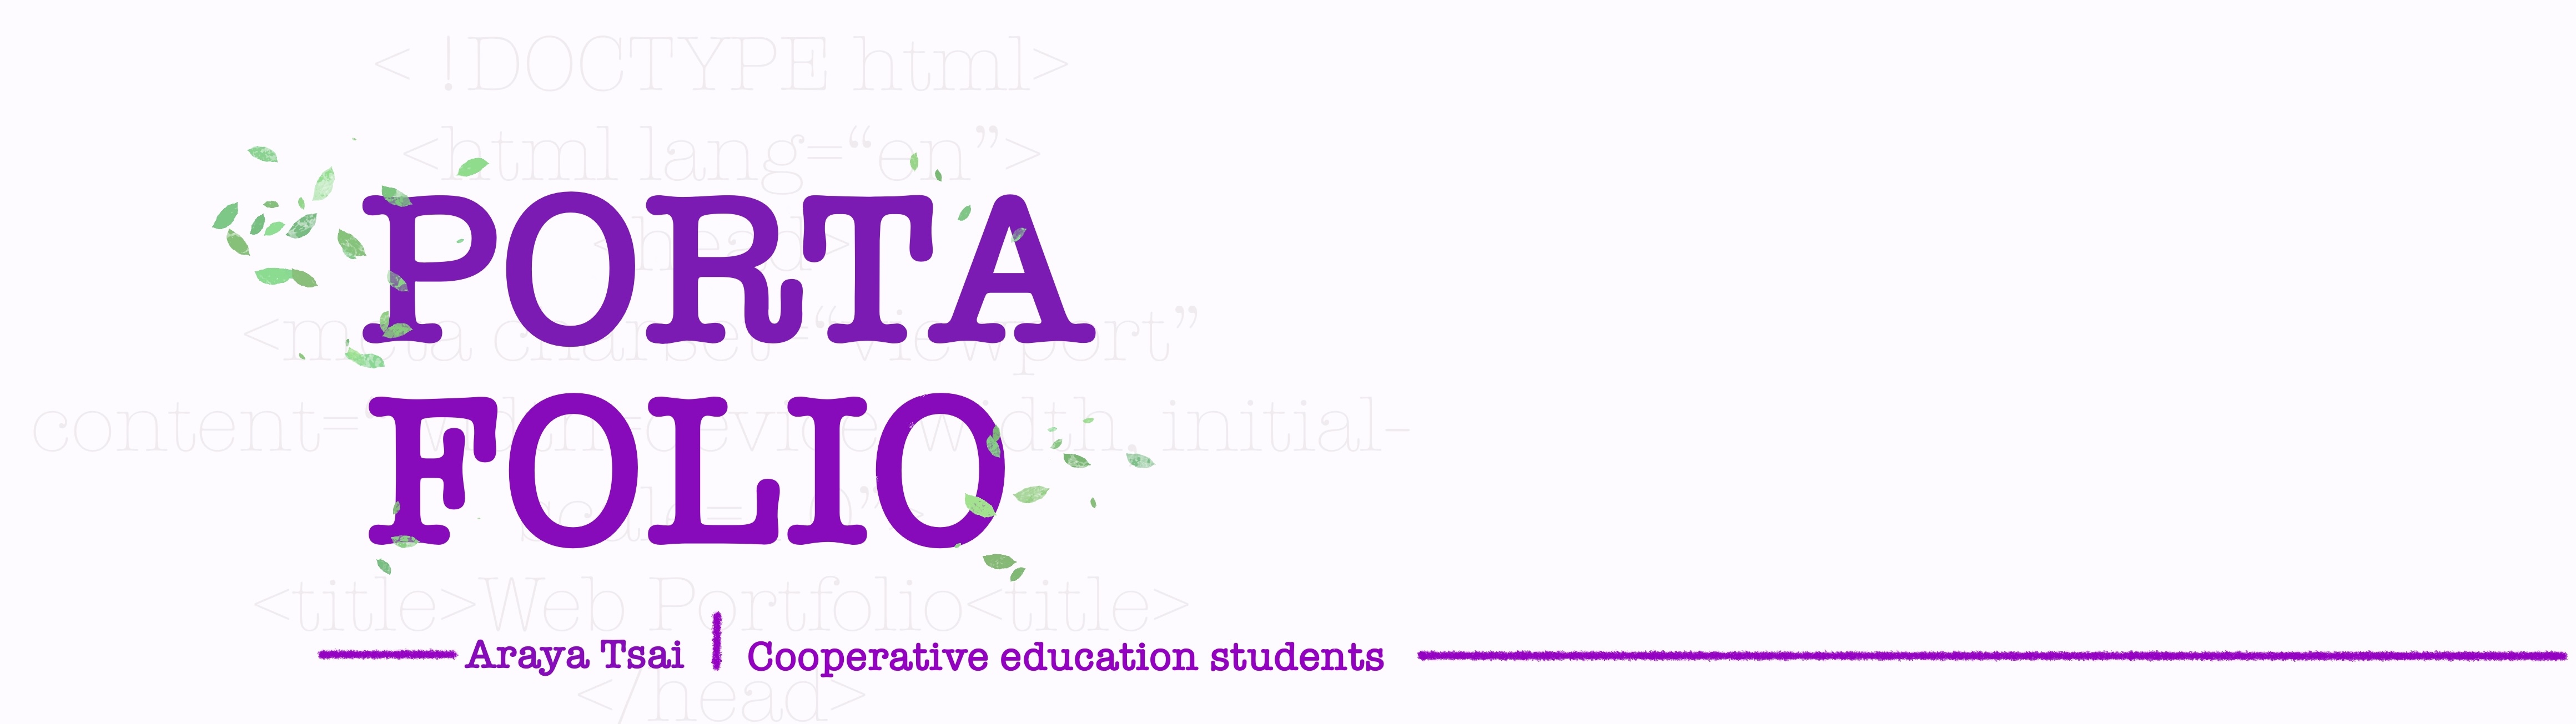 < !DOCTYPE html>
<html lang=“en”>
PORTA
<head>
<meta charset=“viewport”
FOLIO
content=“width=device-width, initial-
scale=1.0”>
<title>Web Portfolio<title>
Araya Tsai | Cooperative education students
</head>